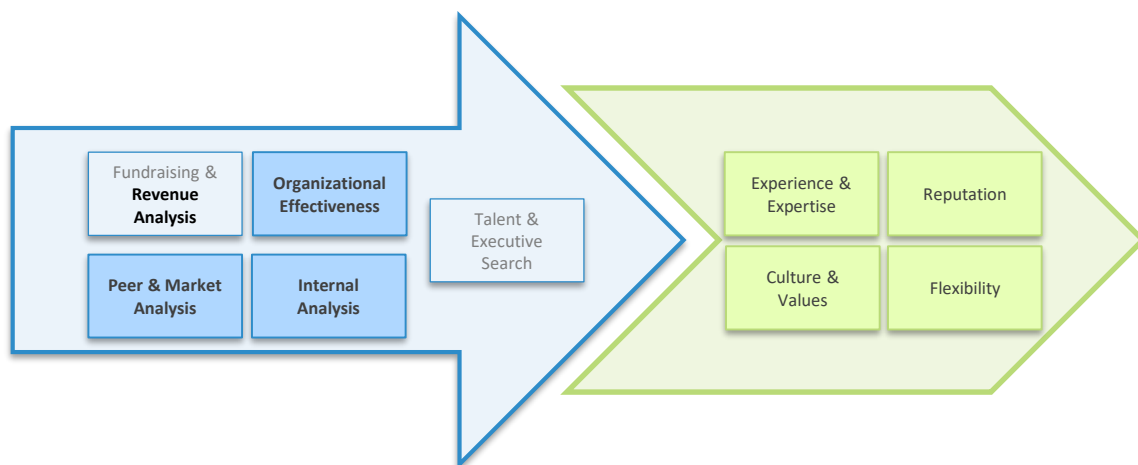 Fundraising &
Revenue
Analysis
Organizational
Effectiveness
Peer & Market
Analysis
Internal
Analysis
Talent &
Executive
Search
Experience &
Expertise
Reputation
Culture &
Values
Flexibility